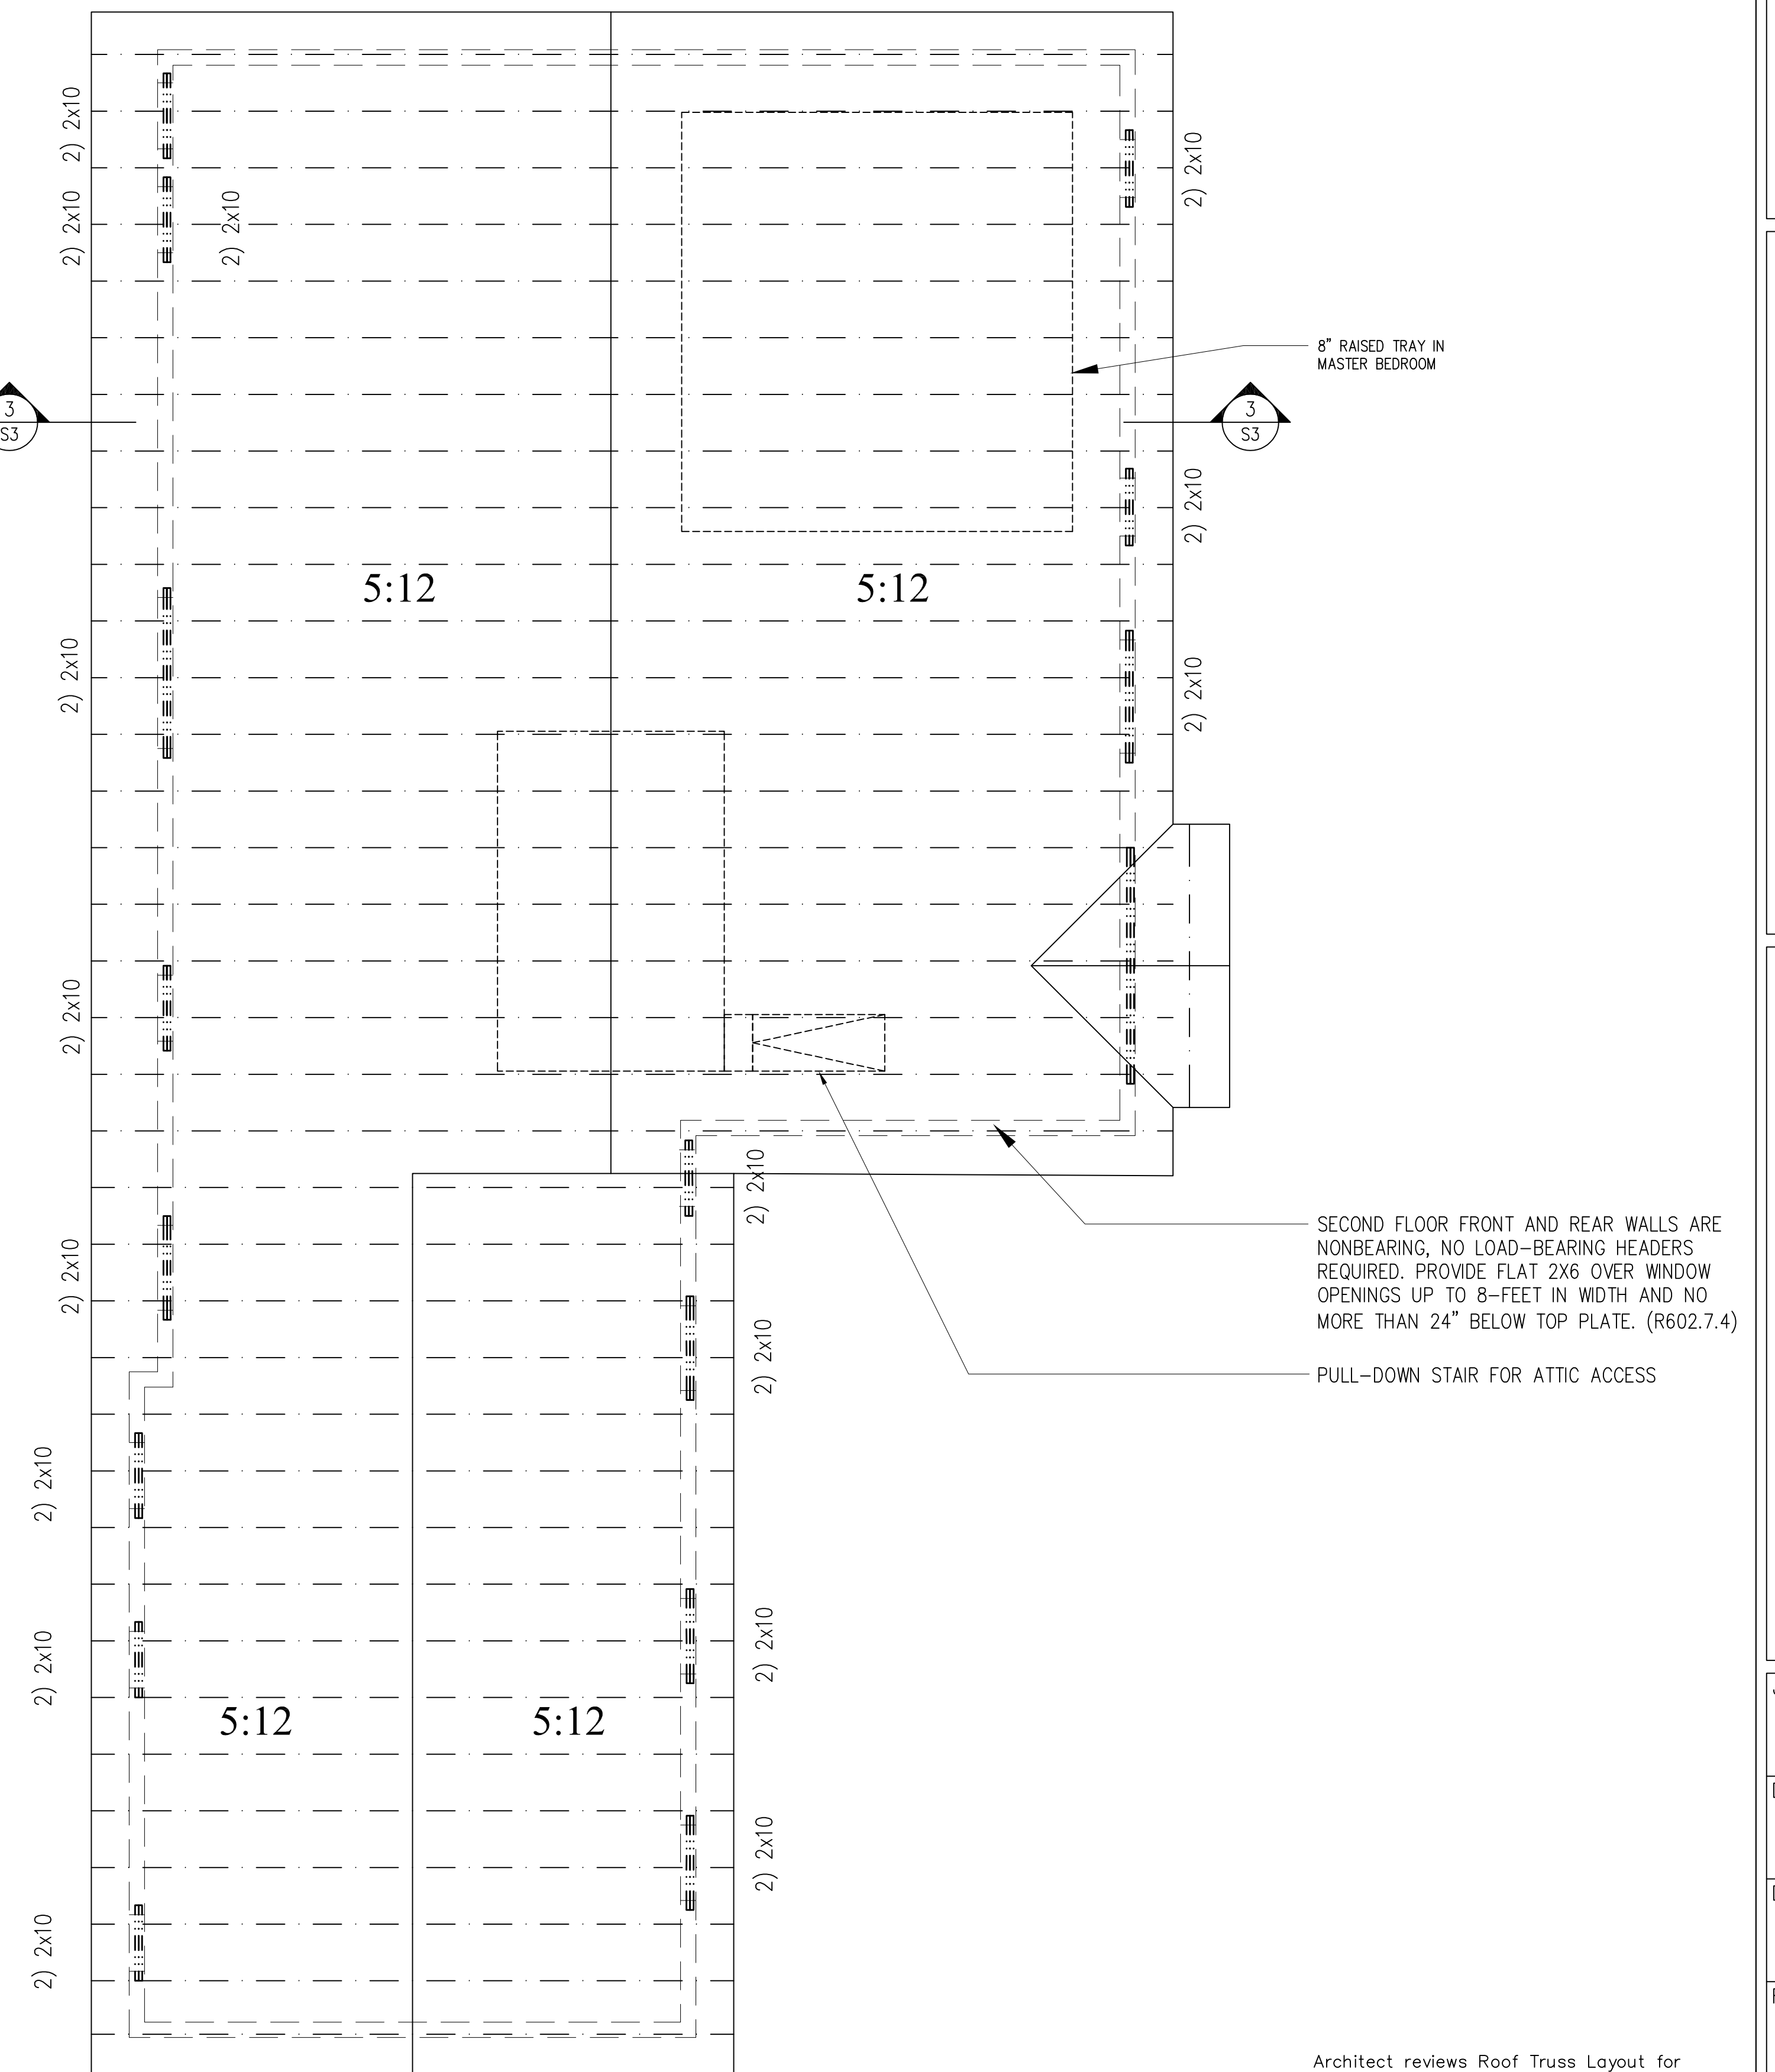 2) 2x10
2) 2x10
2) 2x10
2) 2x10
8" RAISED TRAY IN
MASTER BEDROOM
3
S3
3
S3
2) 2x10
5:12
5:12
2) 2x10
2) 2x10
2) 2x10
2) 2x10
2) 2x10
SECOND FLOOR FRONT AND REAR WALLS ARE
NONBEARING, NO LOAD-BEARING HEADERS
REQUIRED. PROVIDE FLAT 2X6 OVER WINDOW
OPENINGS UP TO 8-FEET IN WIDTH AND NO
MORE THAN 24" BELOW TOP PLATE. (R602.7.4)
2) 2x10
PULL-DOWN STAIR FOR ATTIC ACCESS
2) 2x10
2) 2x10
2) 2x10
5:12
5:12
2) 2x10
2) 2x10
Architect reviews Roof Truss Layout for